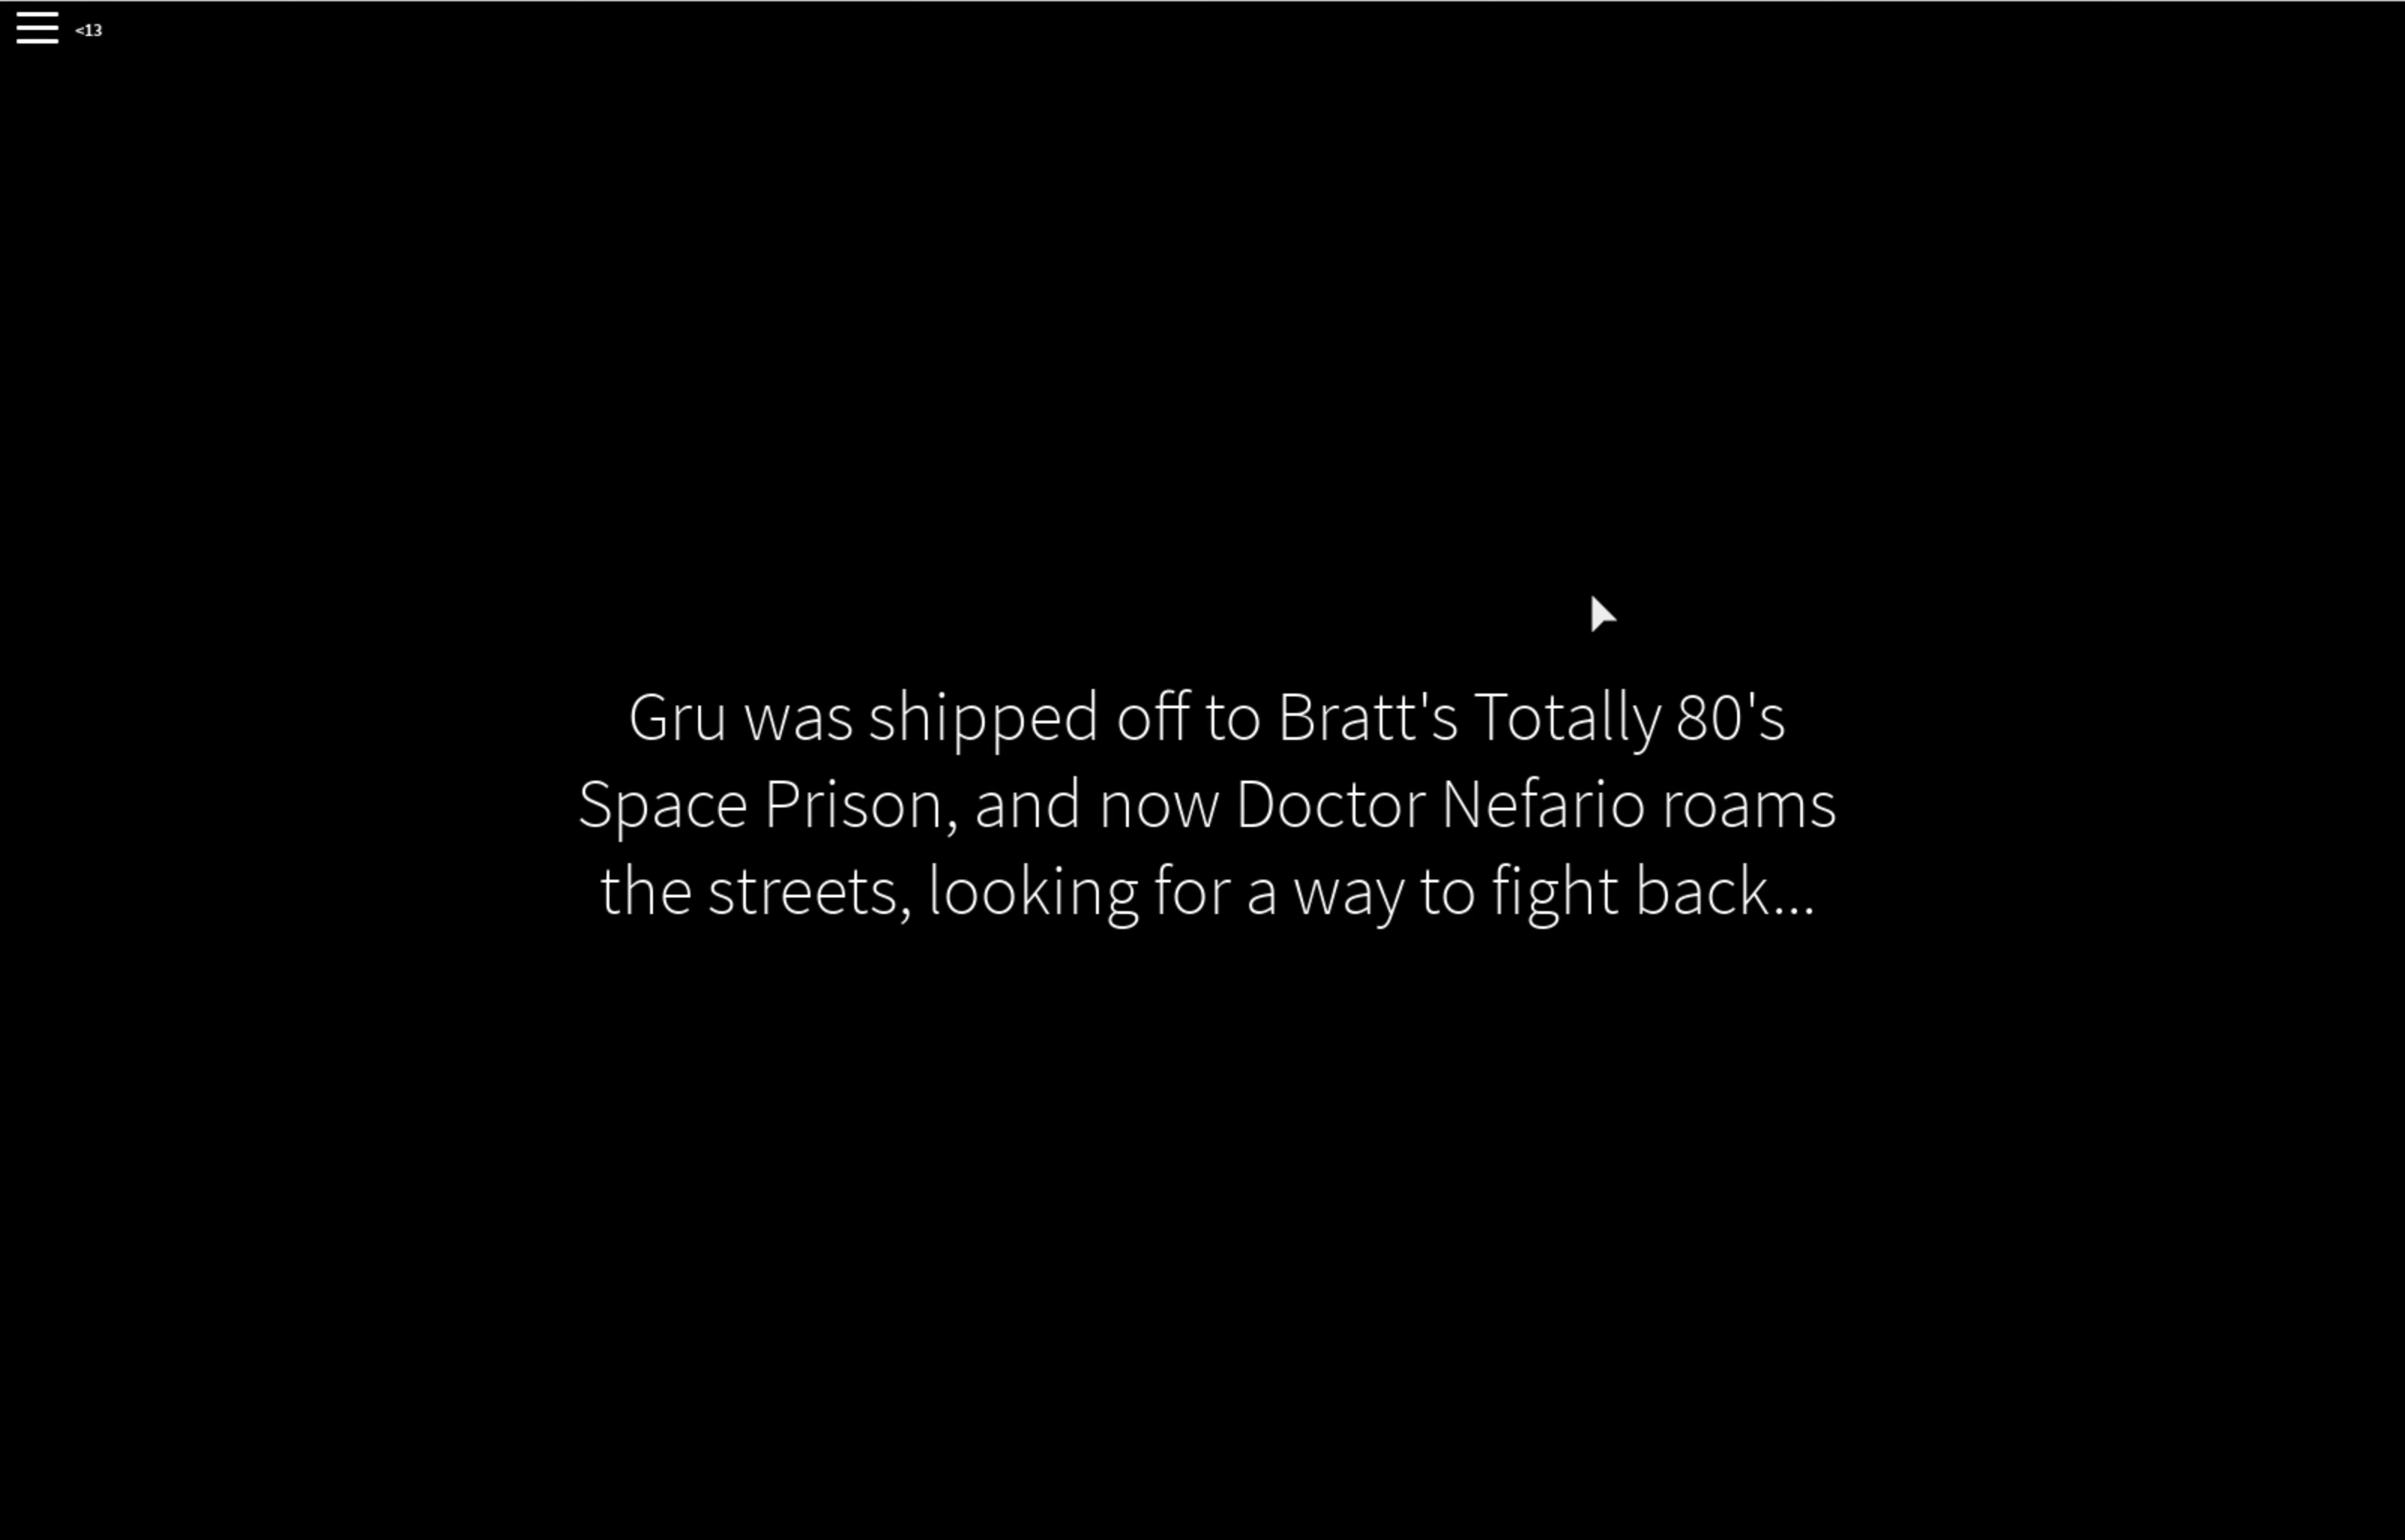 <13
Gru was shipped off to Bratt's Totally 80's
Space Prison, and now Doctor Nefario roams
the streets, looking for a way to fight back...